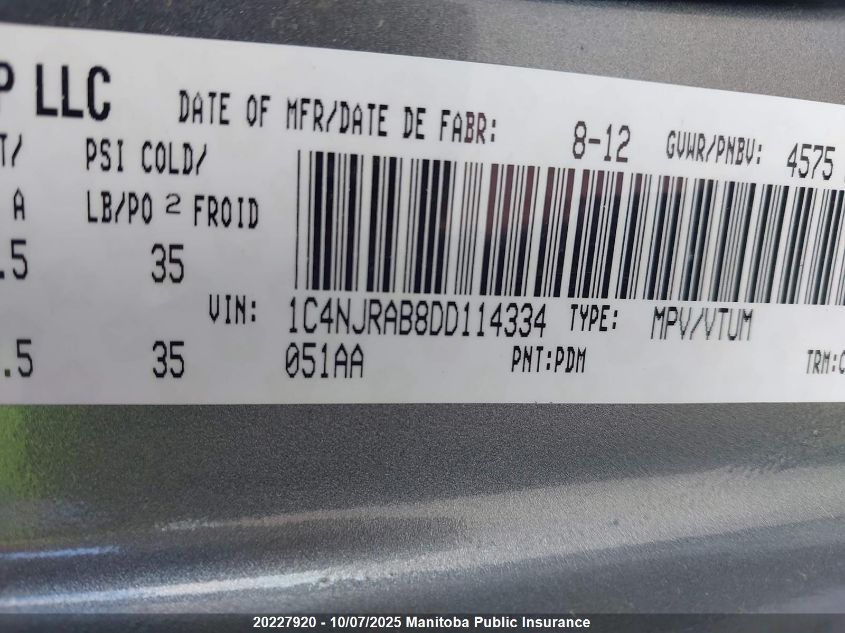 P LLC
DATE OF MFR/DATE DE FABR: 8-12 GVWR/PNBV: 4575
T/ PSI COLD/
A LB/PO 2 FROID
.5 35
VIN: 1C4NJRAB8DD114334 TYPE: MPV/VTUM
.5 35 051AA PNT:PDM TRM:C
20227920 - 10/07/2025 Manitoba Public Insurance